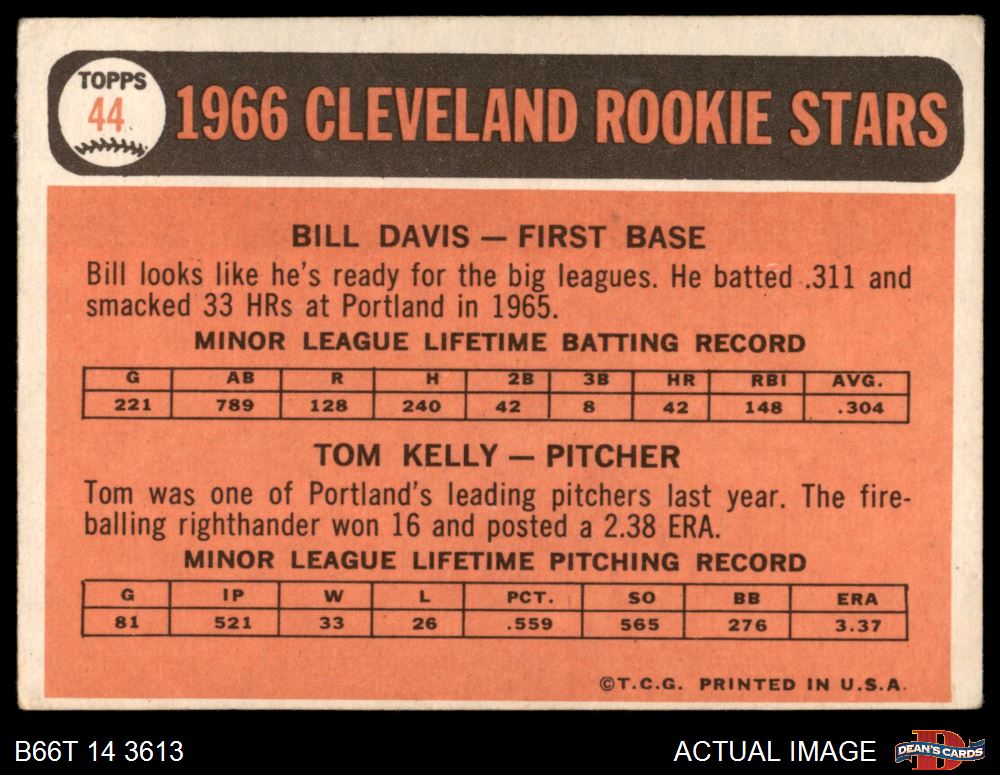 TOPPS
44
1966 CLEVELAND ROOKIE STARS
BILL DAVIS — FIRST BASE
Bill looks like he's ready for the big leagues. He batted .311 and
smacked 33 HRs at Portland in 1965.
MINOR LEAGUE LIFETIME BATTING RECORD
G AB R H 2B 3B HR RBI AVG.
221 789 128 240 42 8 42 148 .304
TOM KELLY — PITCHER
Tom was one of Portland's leading pitchers last year. The fire-
balling righthander won 16 and posted a 2.38 ERA.
MINOR LEAGUE LIFETIME PITCHING RECORD
G IP W L PCT. SO BB ERA
81 521 33 26 .559 565 276 3.37
©T.C.G. PRINTED IN U.S.A.
B66T 14 3613
ACTUAL IMAGE
D
DEAN'S CARDS